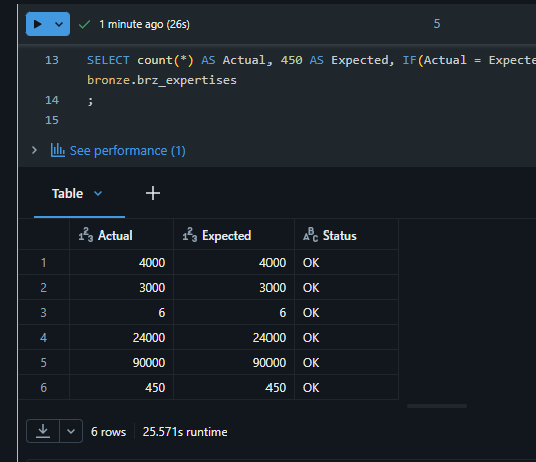 1 minute ago (26s)
5
13 SELECT count(*) AS Actual, 450 AS Expected, IF(Actual = Expecte
bronze.brz_expertises
14 ;
15
See performance (1)
Table
Actual Expected Status
1 4000 4000 OK
2 3000 3000 OK
3 6 6 OK
4 24000 24000 OK
5 90000 90000 OK
6 450 450 OK
6 rows 25.571s runtime